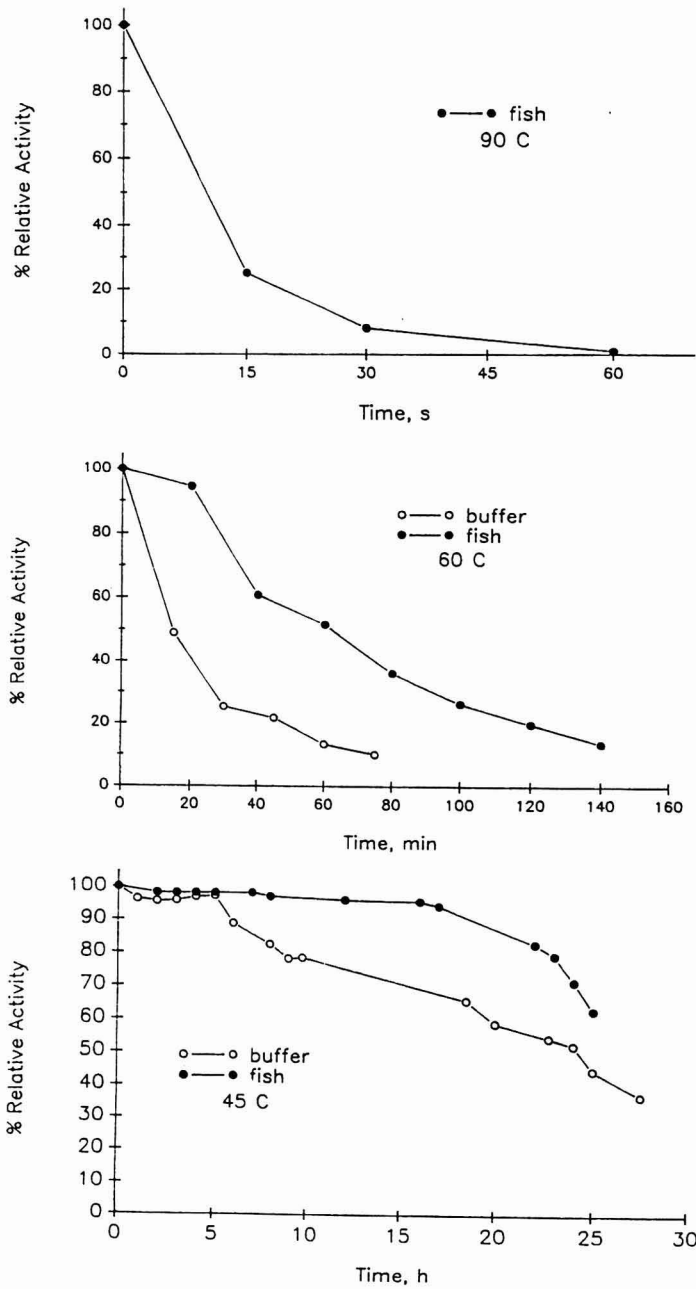 % Relative Activity
100
80
60
40
20
0
fish
90 C
0 15 30 45 60
Time, s
% Relative Activity
100
80
60
40
20
0
buffer
fish
60 C
0 20 40 60 80 100 120 140 160
Time, min
% Relative Activity
100
90
80
70
60
50
40
30
20
10
0
buffer
fish
45 C
0 5 10 15 20 25 30
Time, h